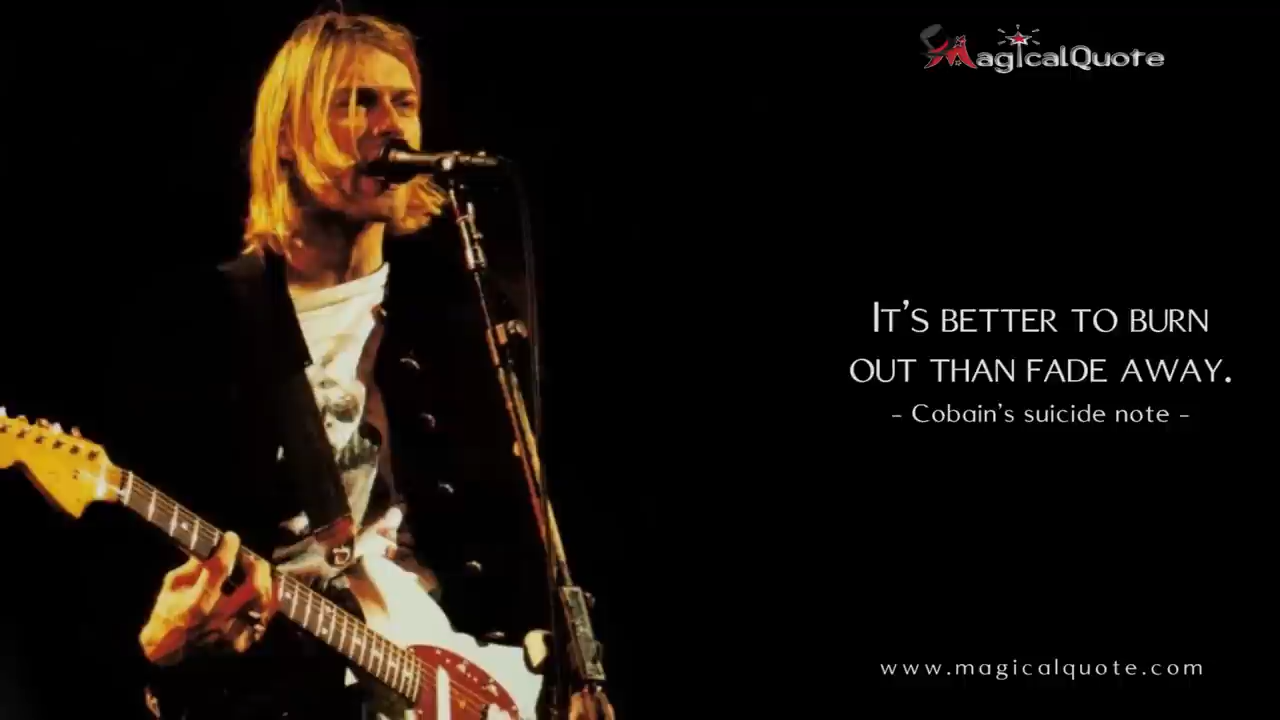 MagicalQuote
It's better to burn
out than fade away.
- Cobain's suicide note -
www.magicalquote.com